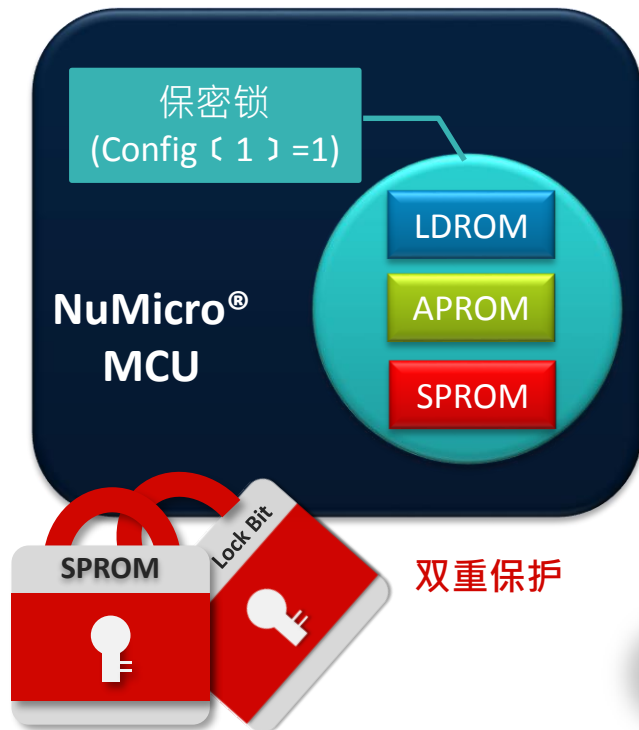 保密锁
(Config〔1〕=1)
LDROM
APROM
SPROM
NuMicro®
MCU
SPROM
Lock Bit
双重保护